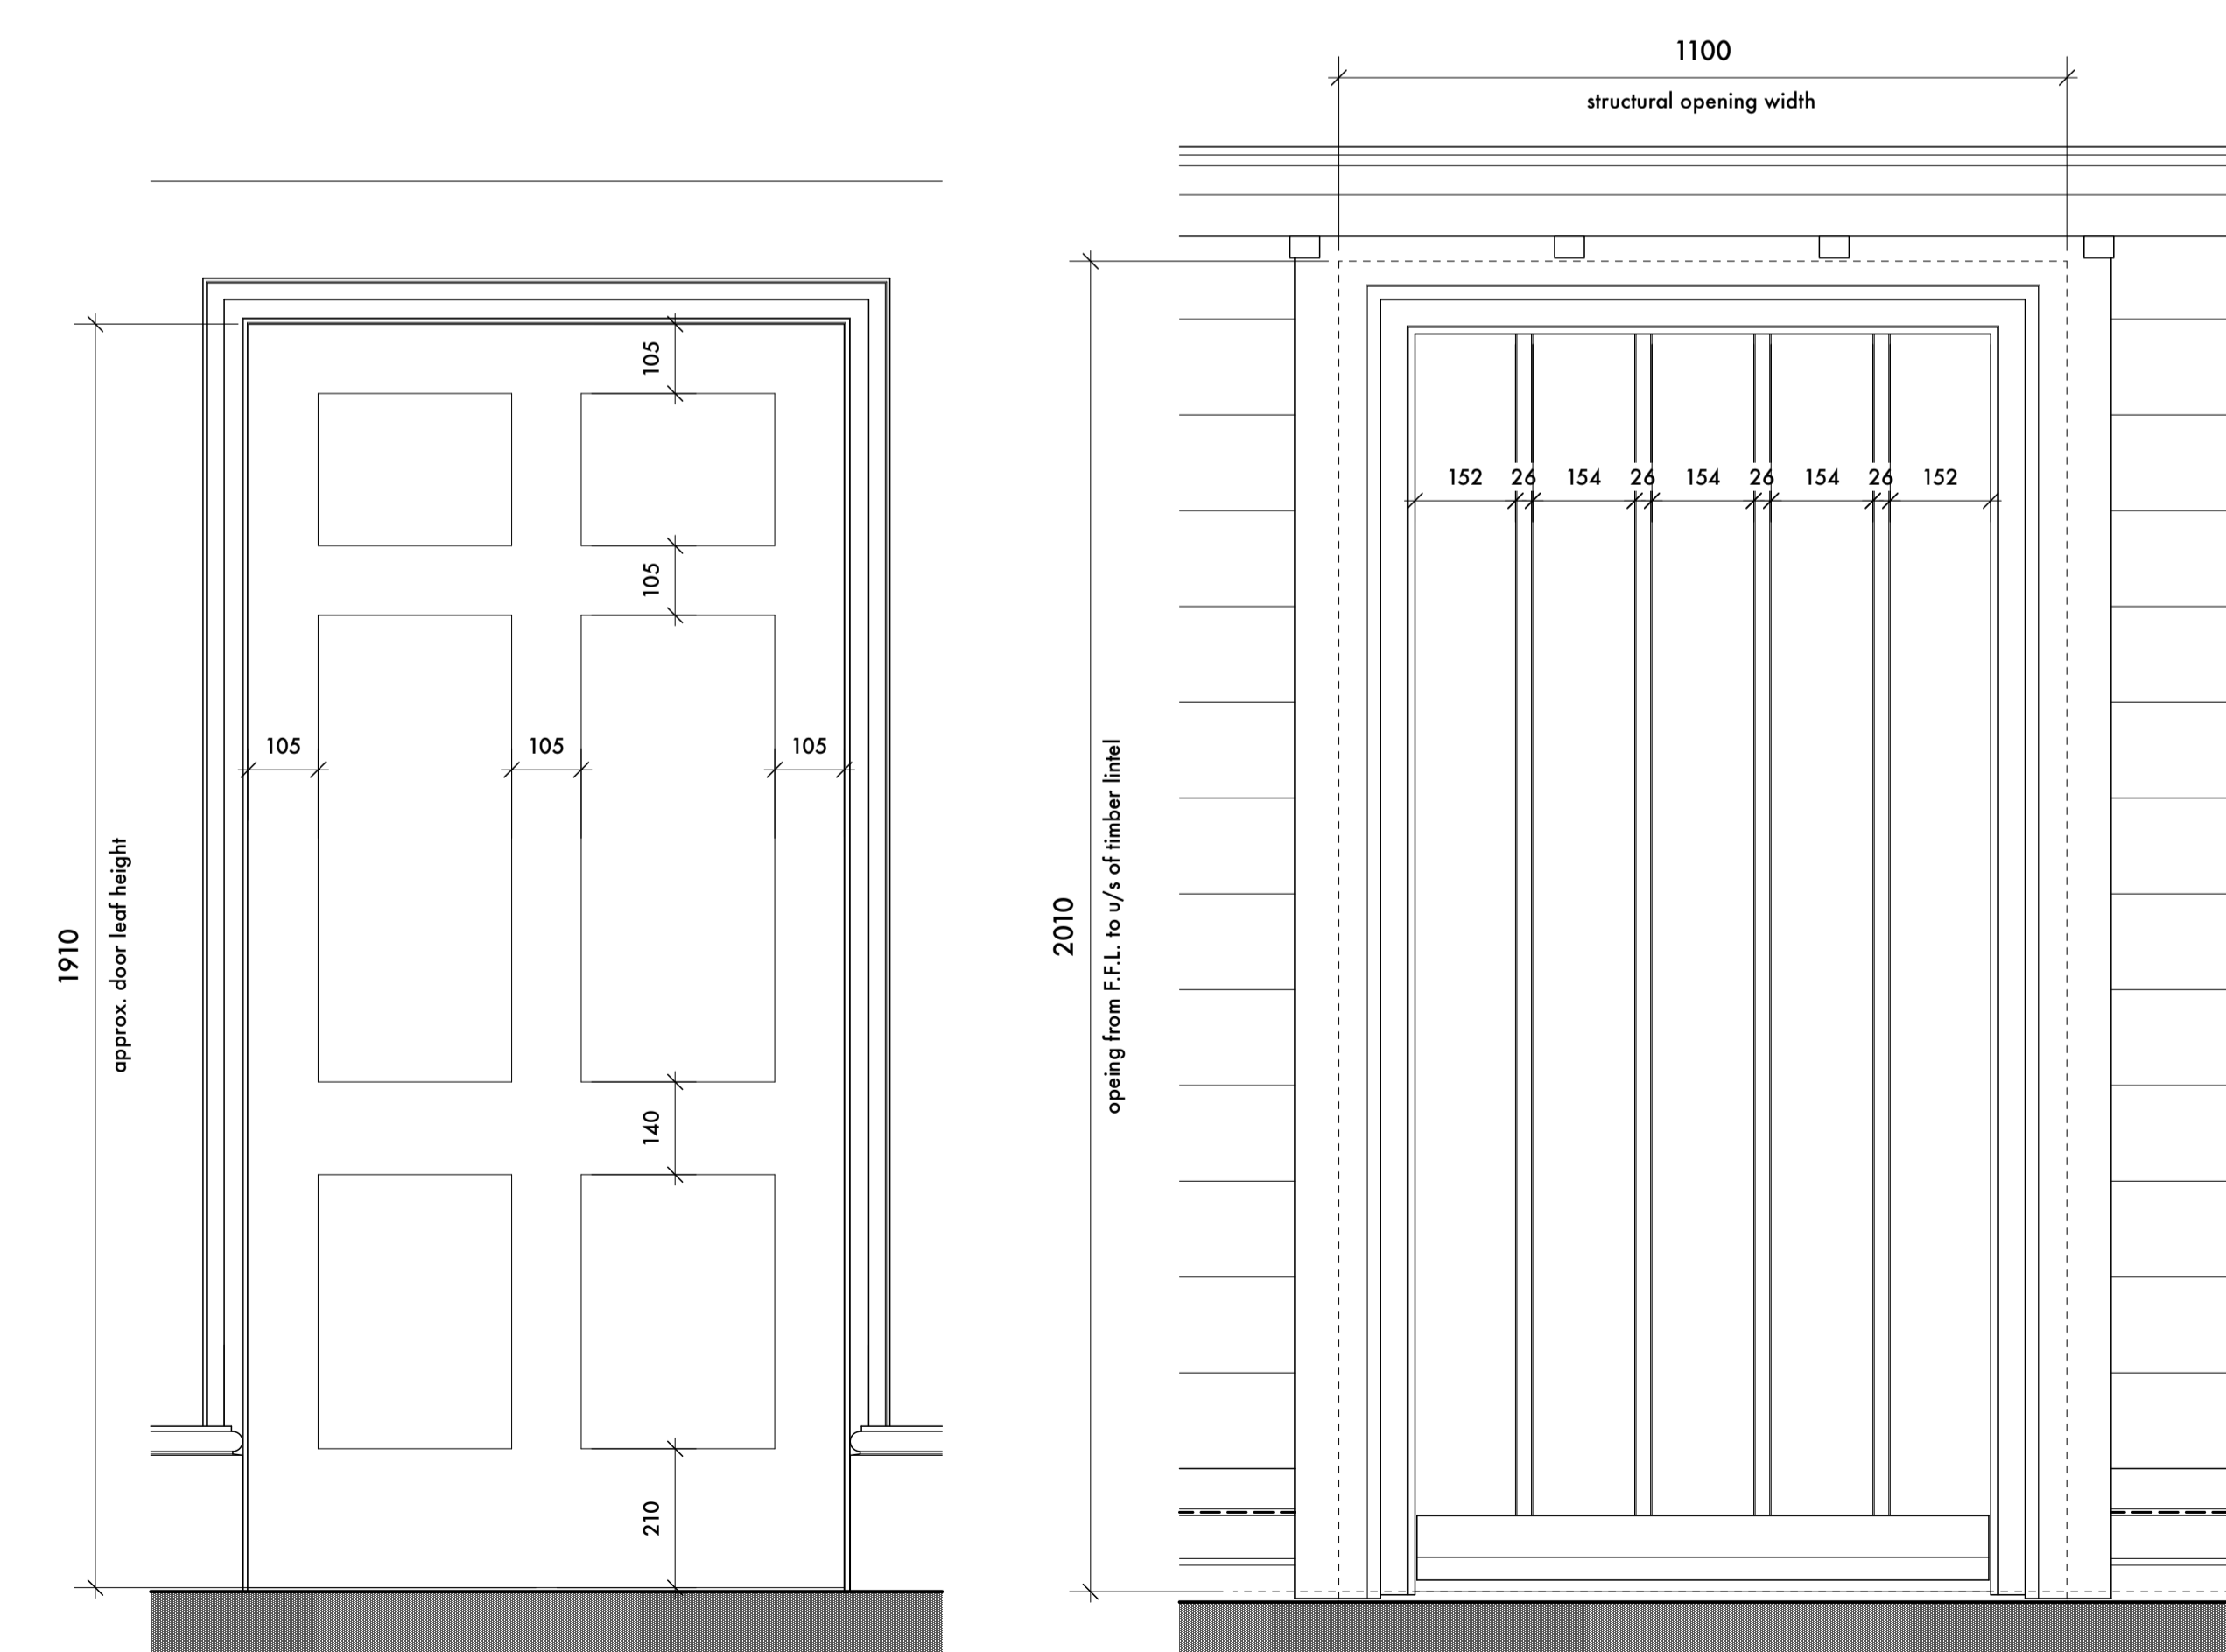 1100
structural opening width
105
105
105
105
105
140
210
1910
approx. door leaf height
2010
opeing from F.F.L. to u/s of timber lintel
152 26 154 26 154 26 154 26 152